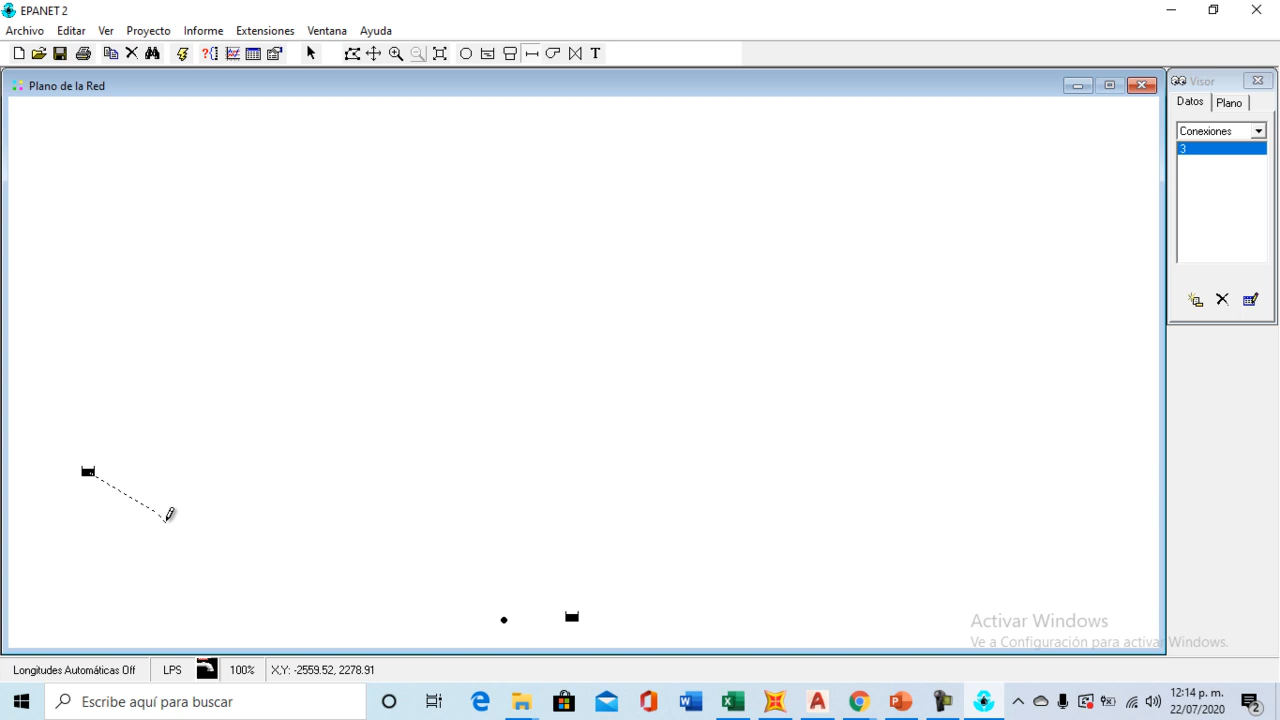 EPANET 2
Archivo Editar Ver Proyecto Informe Extensiones Ventana Ayuda
T
Plano de la Red
Visor
Datos Plano
Conexiones
3
Activar Windows
Ve a Configuración para activar Windows.
Longitudes Automáticas Off LPS 100% X,Y: -2559.52, 2278.91
Escribe aquí para buscar
12:14 p. m.
22/07/2020
2